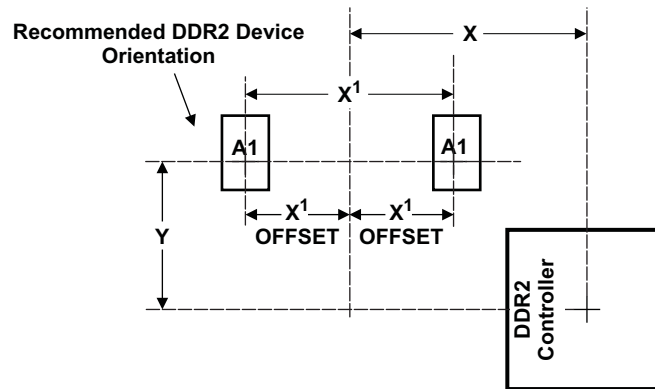 Recommended DDR2 Device
Orientation
X
X¹
A1
A1
X¹
X¹
OFFSET
OFFSET
Y
DDR2
Controller